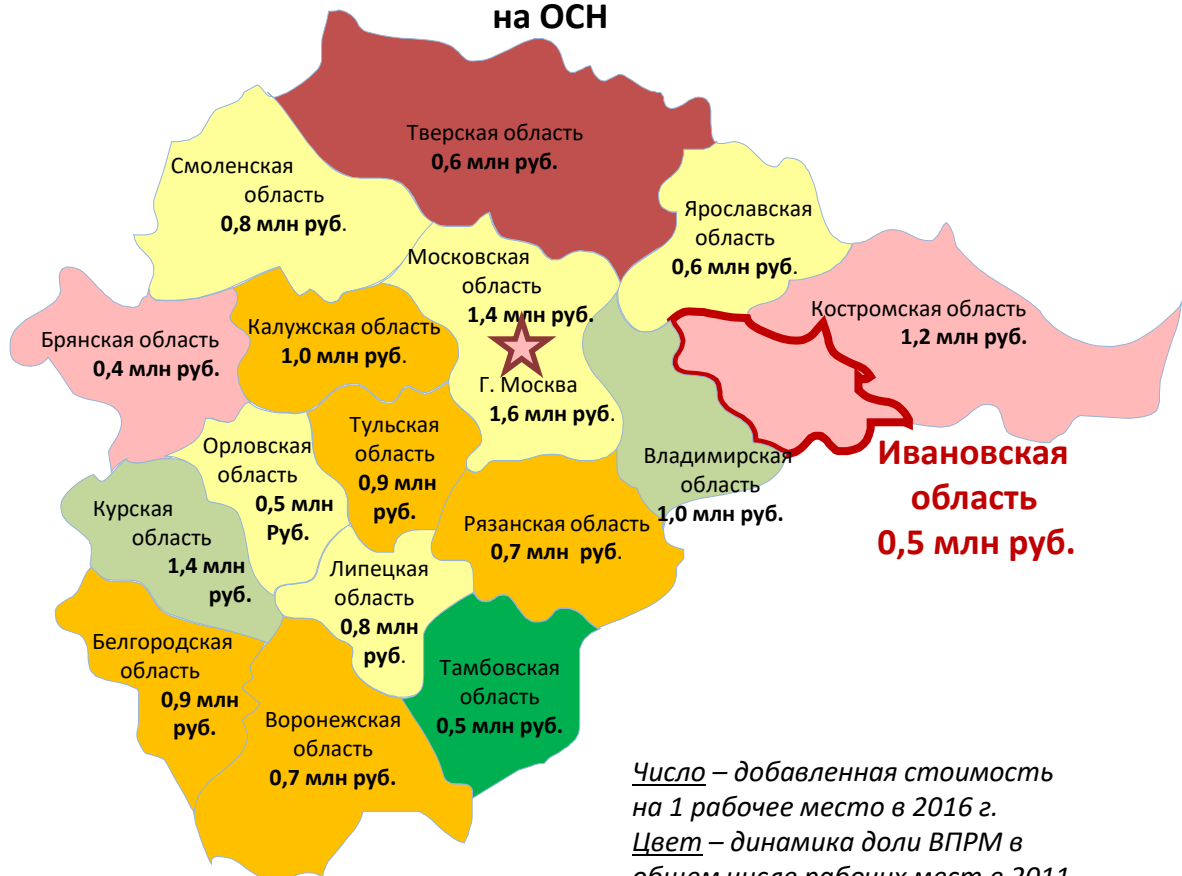 на ОСН
Тверская область
0,6 млн руб.
Смоленская
область
0,8 млн руб.
Ярославская
область
0,6 млн руб.
Московская
область
1,4 млн руб.
Г. Москва
1,6 млн руб.
Костромская область
1,2 млн руб.
Брянская область
0,4 млн руб.
Калужская область
1,0 млн руб.
Тульская
область
0,9 млн
руб.
Орловская
область
0,5 млн
Руб.
Владимирская
область
1,0 млн руб.
Ивановская
область
0,5 млн руб.
Курская
область
1,4 млн
руб.
Рязанская область
0,7 млн руб.
Липецкая
область
0,8 млн
руб.
Белгородская
область
0,9 млн
руб.
Тамбовская
область
0,5 млн руб.
Воронежская
область
0,7 млн руб.
Число – добавленная стоимость
на 1 рабочее место в 2016 г.
Цвет – динамика доли ВПРМ в
общем числе рабочих мест в 2011